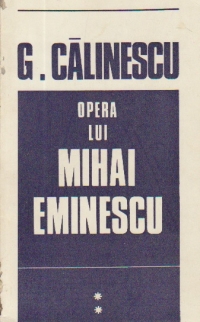 G. CĂLINESCU
OPERA
LUI
MIHAI
EMINESCU
*
*